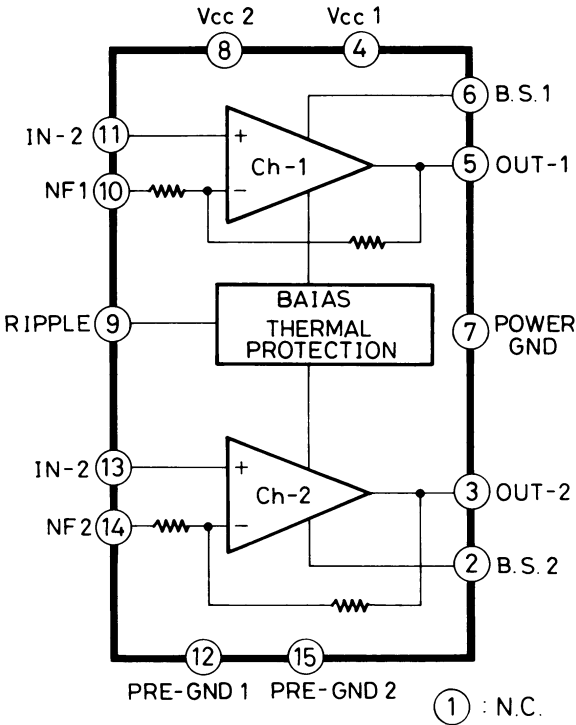 Vcc 2
Vcc 1
8
4
6 B.S.1
IN-2 11
+
Ch-1
5 OUT-1
NF1 10
−
BAIAS
THERMAL
PROTECTION
RIPPLE 9
7 POWER
GND
IN-2 13
+
Ch-2
3 OUT-2
NF2 14
−
2 B.S.2
12
15
PRE-GND 1
PRE-GND 2
1 : N.C.